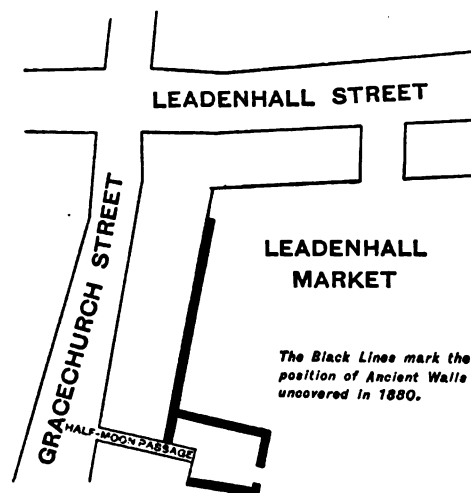 LEADENHALL STREET
GRACECHURCH STREET
LEADENHALL
MARKET
The Black Lines mark the
position of Ancient Walls
uncovered in 1880.
HALF-MOON PASSAGE